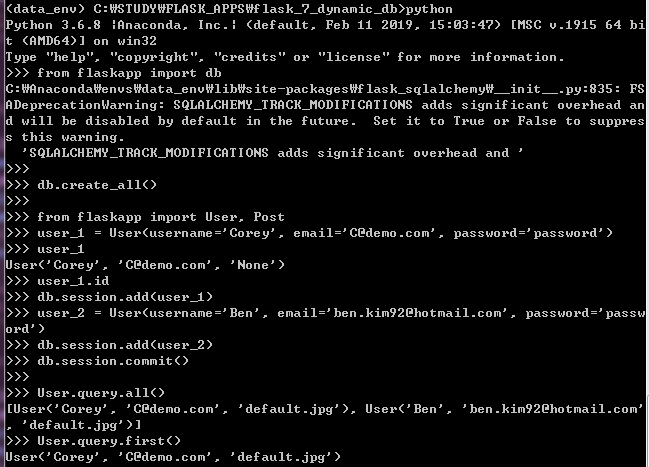 (data_env) C:₩STUDY₩FLASK_APPS₩flask_7_dynamic_db>python
Python 3.6.8 ¦Anaconda, Inc.¦ (default, Feb 11 2019, 15:03:47) [MSC v.1915 64 bi
t (AMD64)] on win32
Type "help", "copyright", "credits" or "license" for more information.
>>> from flaskapp import db
C:₩Anaconda₩envs₩data_env₩lib₩site-packages₩flask_sqlalchemy₩__init__.py:835: FS
ADeprecationWarning: SQLALCHEMY_TRACK_MODIFICATIONS adds significant overhead an
d will be disabled by default in the future.  Set it to True or False to suppres
s this warning.
  'SQLALCHEMY_TRACK_MODIFICATIONS adds significant overhead and '
>>>
>>> db.create_all()
>>>
>>> from flaskapp import User, Post
>>> user_1 = User(username='Corey', email='C@demo.com', password='password')
>>> user_1
User('Corey', 'C@demo.com', 'None')
>>> user_1.id
>>> db.session.add(user_1)
>>> user_2 = User(username='Ben', email='ben.kim92@hotmail.com', password='passw
ord')
>>> db.session.add(user_2)
>>> db.session.commit()
>>>
>>> User.query.all()
[User('Corey', 'C@demo.com', 'default.jpg'), User('Ben', 'ben.kim92@hotmail.com'
, 'default.jpg')]
>>> User.query.first()
User('Corey', 'C@demo.com', 'default.jpg')